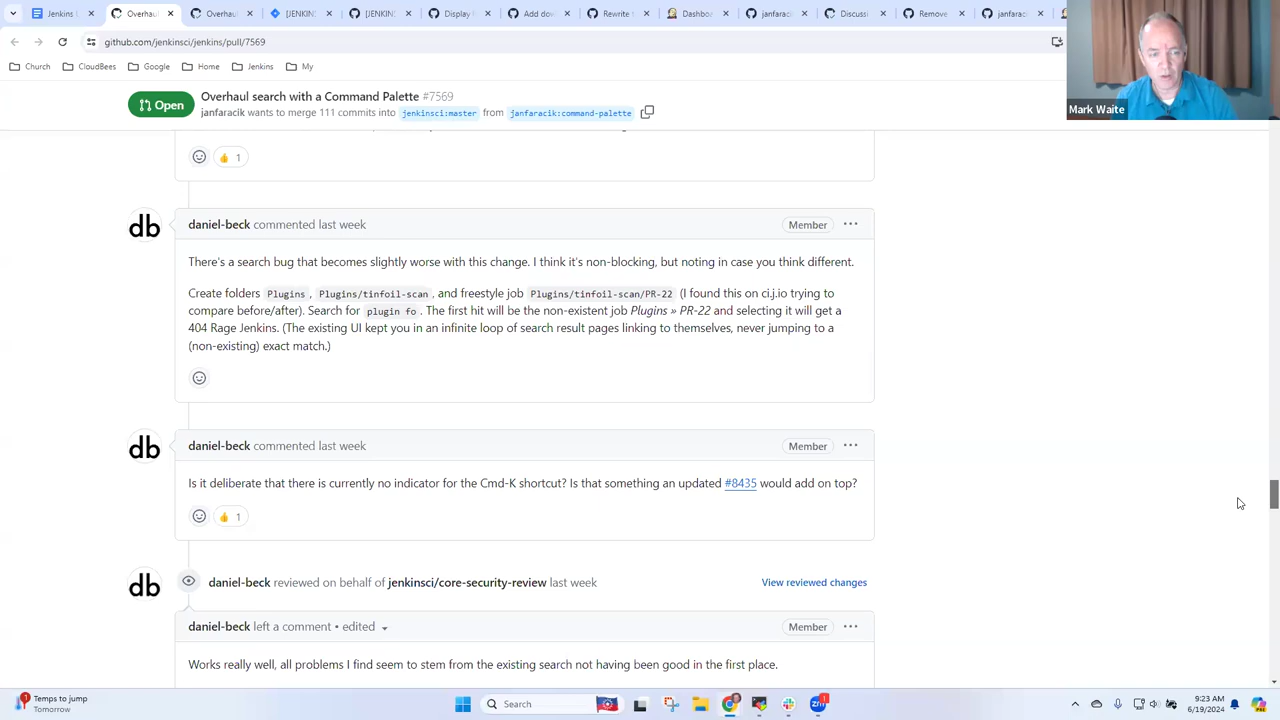 Jenkins
Overhaul
Overhaul
[JENKINS
[JENKINS
Display
Add dow
Rewrite s
Dashboa
janfaraci
Discussi
Remove
janfaraci
github.com/jenkinsci/jenkins/pull/7569
Church
CloudBees
Google
Home
Jenkins
My
Mark Waite
Open
Overhaul search with a Command Palette #7569
janfaracik wants to merge 111 commits into jenkinsci:master from janfaracik:command-palette
👍 1
db
daniel-beck commented last week
Member
There's a search bug that becomes slightly worse with this change. I think it's non-blocking, but noting in case you think different.
Create folders Plugins, Plugins/tinfoil-scan, and freestyle job Plugins/tinfoil-scan/PR-22 (I found this on ci.j.io trying to
compare before/after). Search for plugin fo. The first hit will be the non-existent job Plugins » PR-22 and selecting it will get a
404 Rage Jenkins. (The existing UI kept you in an infinite loop of search result pages linking to themselves, never jumping to a
(non-existing) exact match.)
db
daniel-beck commented last week
Member
Is it deliberate that there is currently no indicator for the Cmd-K shortcut? Is that something an updated #8435 would add on top?
👍 1
db
daniel-beck reviewed on behalf of jenkinsci/core-security-review last week
View reviewed changes
daniel-beck left a comment • edited
Member
Works really well, all problems I find seem to stem from the existing search not having been good in the first place.
1
Temps to jump
Tomorrow
Search
zm
1
9:23 AM
6/19/2024